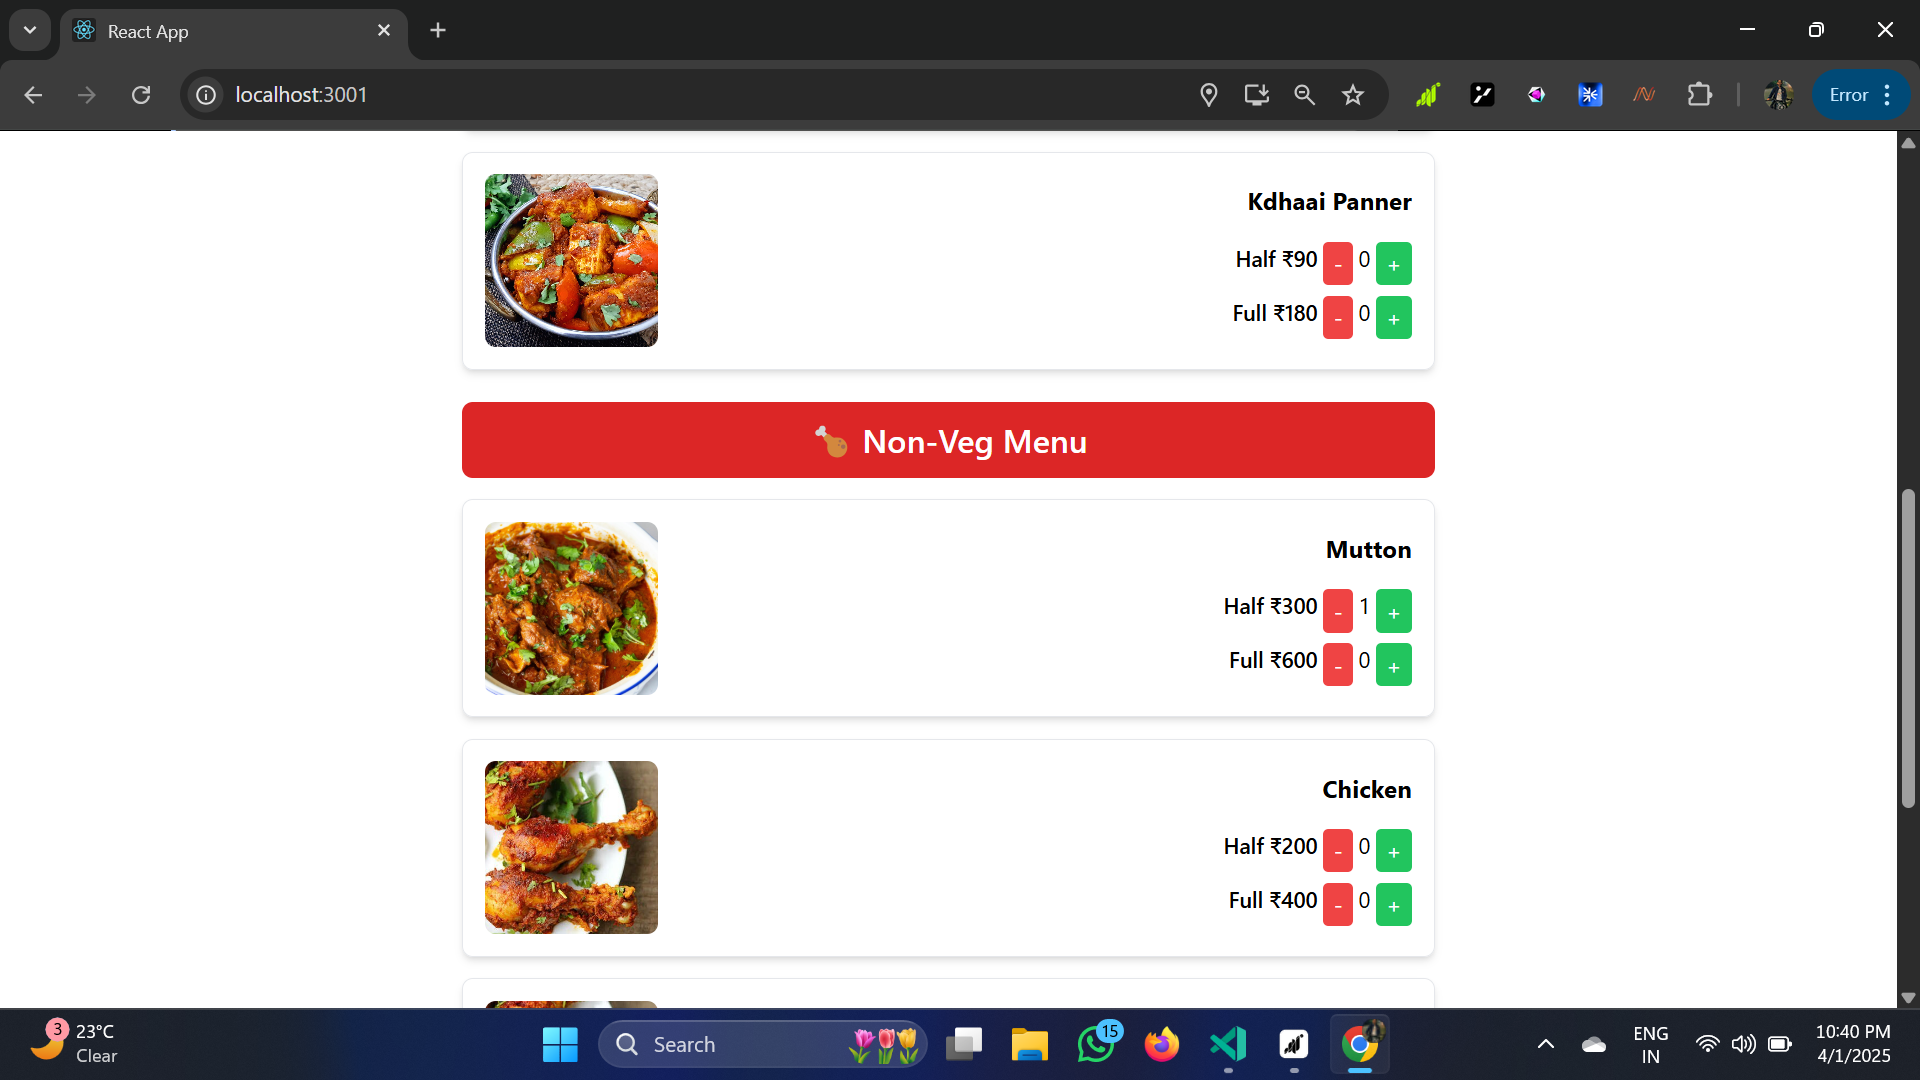 React App
localhost:3001
Error
Kdhaai Panner
Half ₹90 - 0 +
Full ₹180 - 0 +
🍗 Non-Veg Menu
Mutton
Half ₹300 - 1 +
Full ₹600 - 0 +
Chicken
Half ₹200 - 0 +
Full ₹400 - 0 +
3
23°C
Clear
Search
15
ENG
IN
10:40 PM
4/1/2025